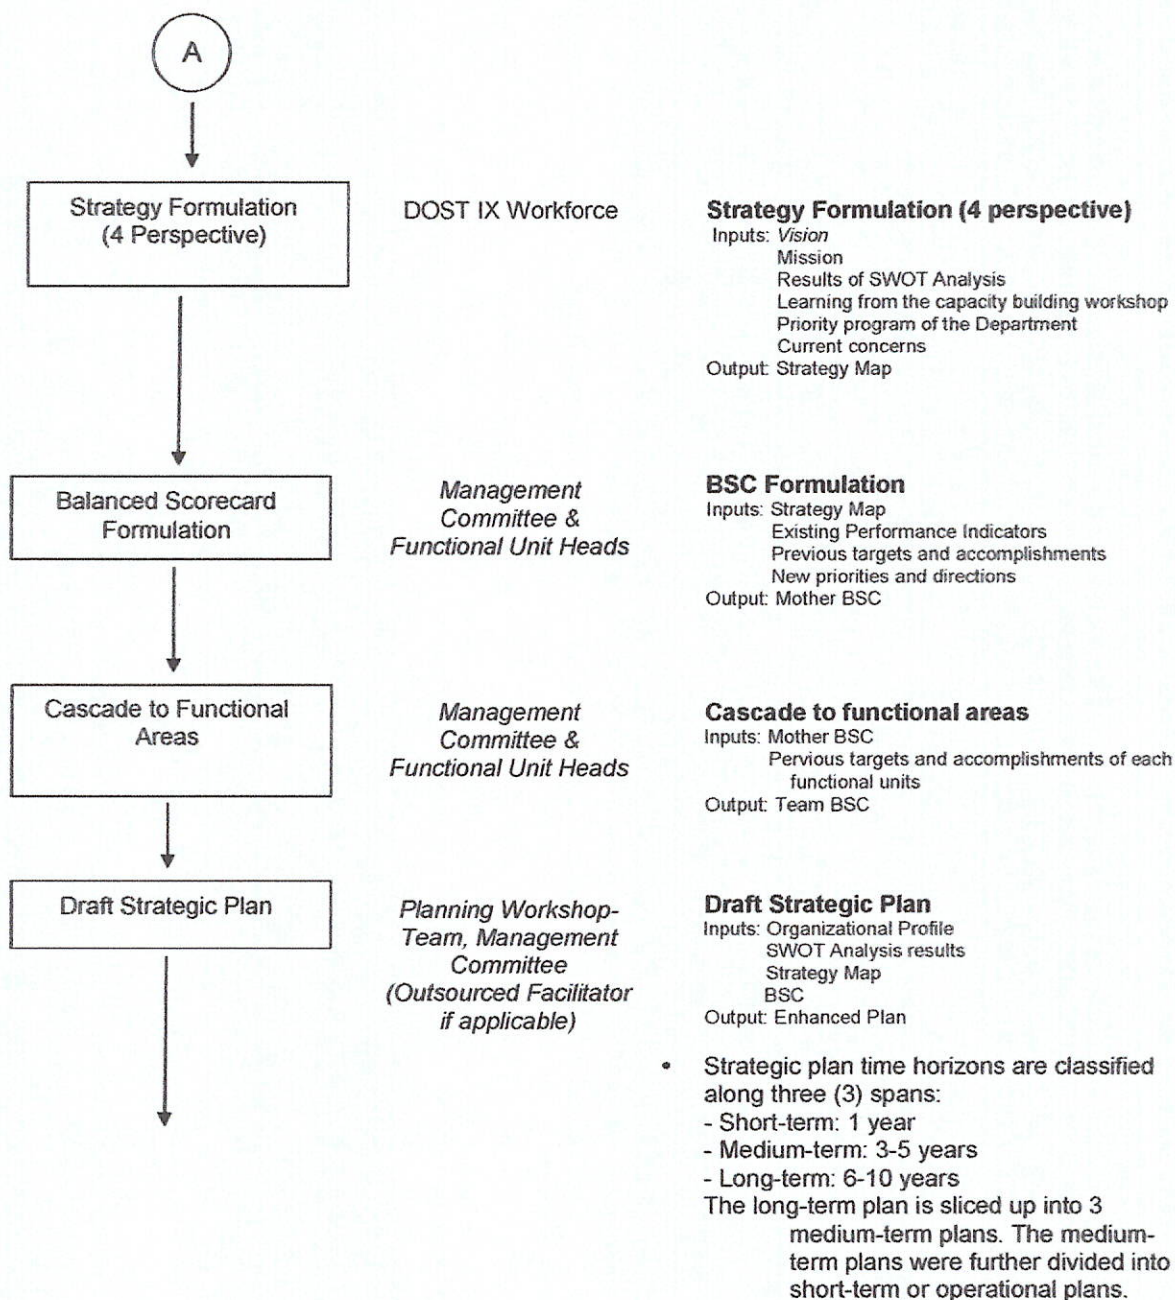 A
Strategy Formulation
(4 Perspective)
DOST IX Workforce
Strategy Formulation (4 perspective)
Inputs: Vision
Mission
Results of SWOT Analysis
Learning from the capacity building workshop
Priority program of the Department
Current concerns
Output: Strategy Map
Balanced Scorecard
Formulation
Management
Committee &
Functional Unit Heads
BSC Formulation
Inputs: Strategy Map
Existing Performance Indicators
Previous targets and accomplishments
New priorities and directions
Output: Mother BSC
Cascade to Functional
Areas
Management
Committee &
Functional Unit Heads
Cascade to functional areas
Inputs: Mother BSC
Pervious targets and accomplishments of each
functional units
Output: Team BSC
Draft Strategic Plan
Planning Workshop-
Team, Management
Committee
(Outsourced Facilitator
if applicable)
Draft Strategic Plan
Inputs: Organizational Profile
SWOT Analysis results
Strategy Map
BSC
Output: Enhanced Plan
• Strategic plan time horizons are classified
along three (3) spans:
- Short-term: 1 year
- Medium-term: 3-5 years
- Long-term: 6-10 years
The long-term plan is sliced up into 3
medium-term plans. The medium-
term plans were further divided into
short-term or operational plans.